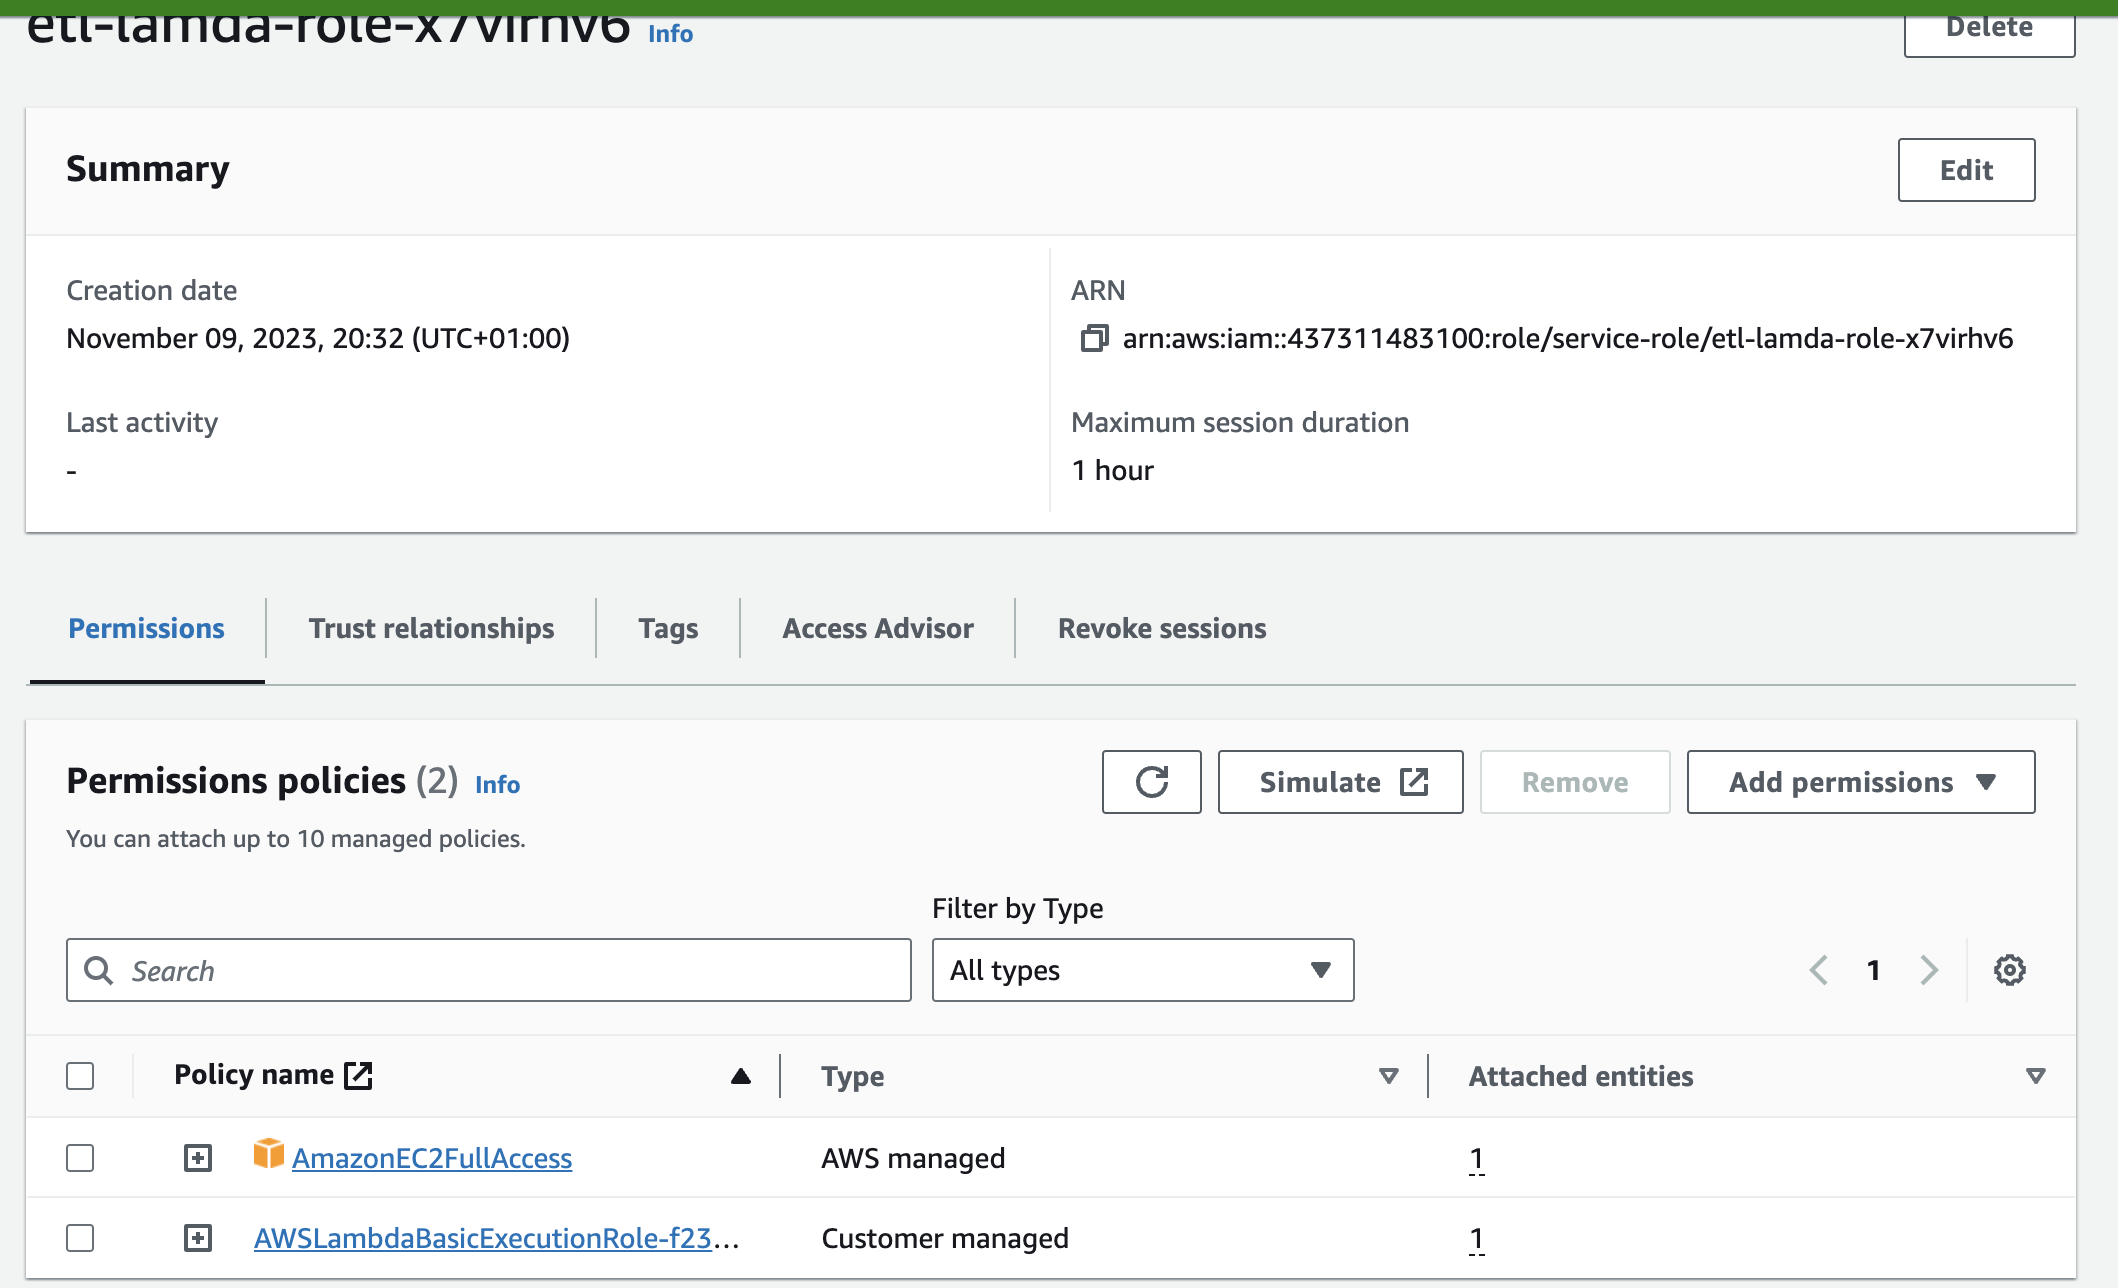 etl-lamda-role-x7virhv6 Info
Delete
Summary
Edit
Creation date
November 09, 2023, 20:32 (UTC+01:00)
ARN
arn:aws:iam::437311483100:role/service-role/etl-lamda-role-x7virhv6
Last activity
-
Maximum session duration
1 hour
Permissions
Trust relationships
Tags
Access Advisor
Revoke sessions
Permissions policies (2) Info
Simulate
Remove
Add permissions
You can attach up to 10 managed policies.
Filter by Type
Search
All types
1
Policy name
Type
Attached entities
AmazonEC2FullAccess
AWS managed
1
AWSLambdaBasicExecutionRole-f23...
Customer managed
1